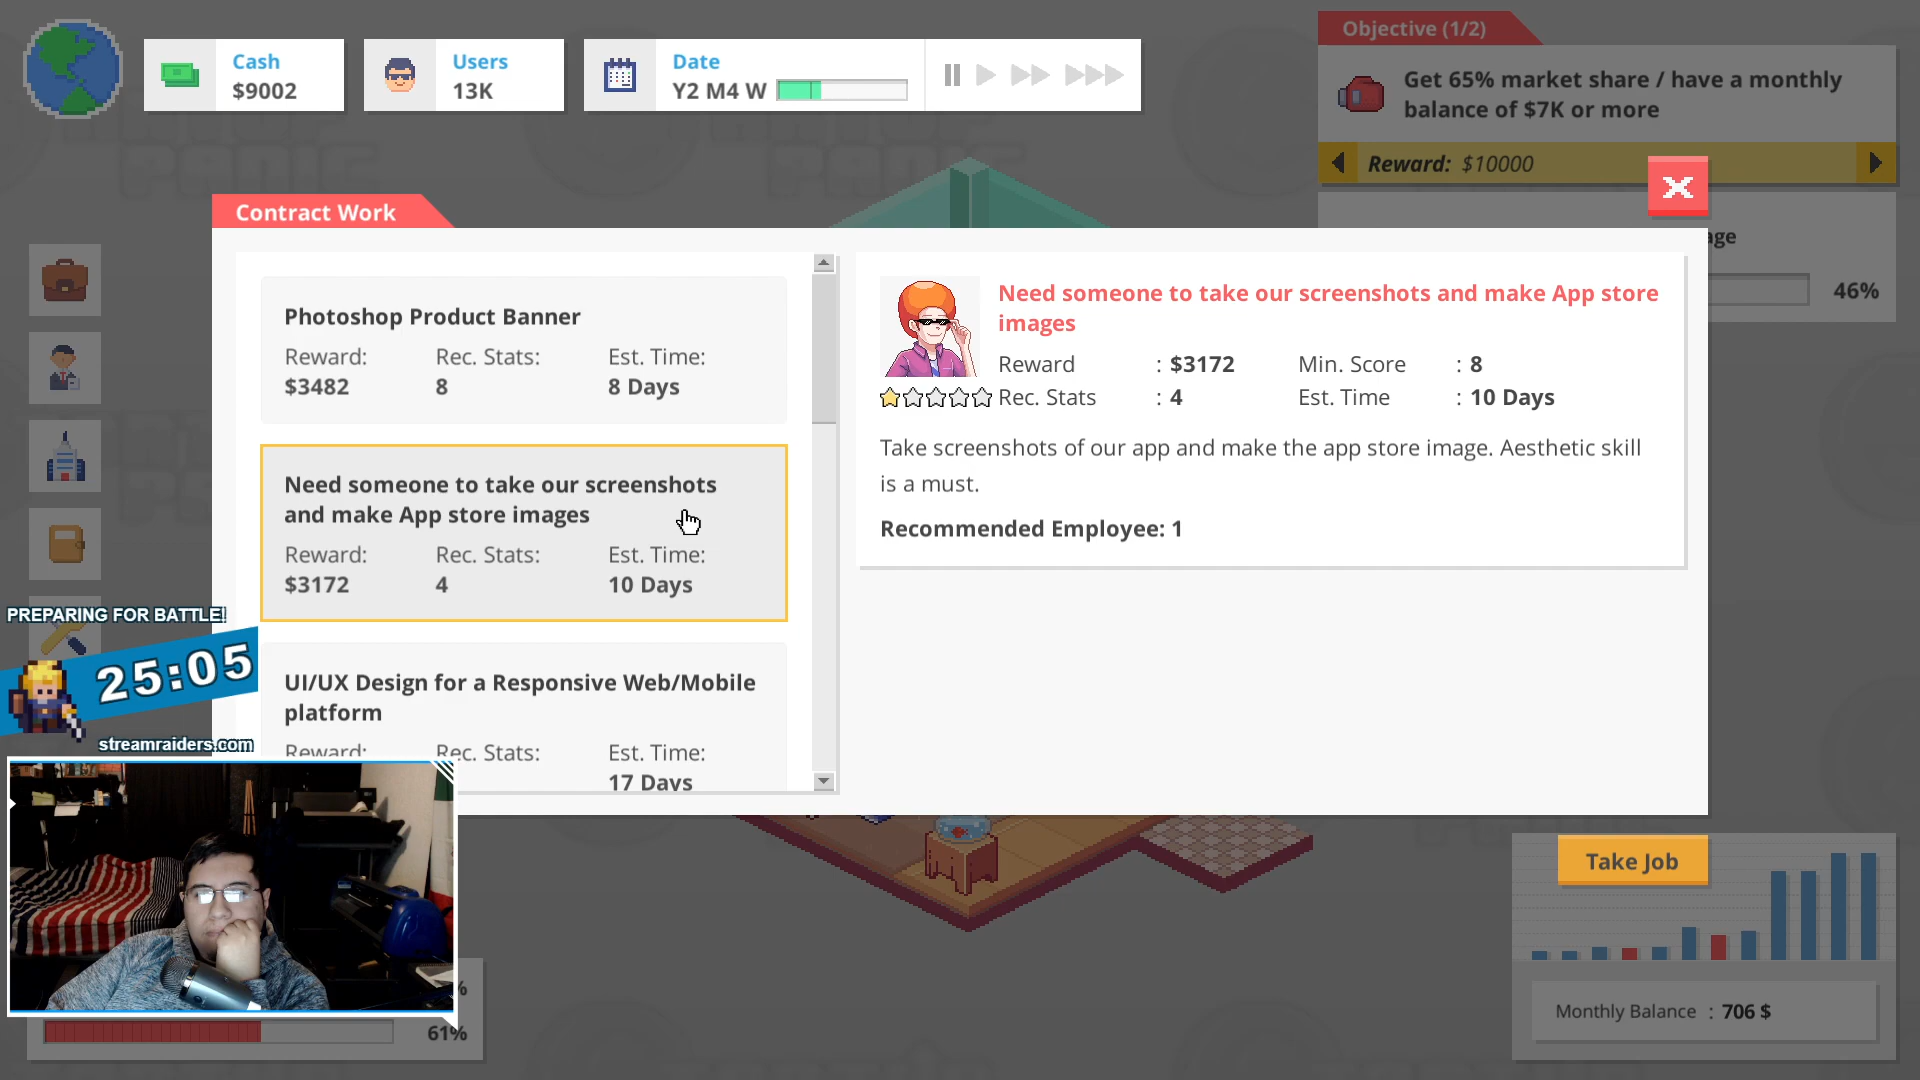 Cash
$9002
Users
13K
Date
Y2 M4 W
Objective (1/2)
Get 65% market share / have a monthly
balance of $7K or more
Reward: $10000
Contract Work
Photoshop Product Banner
Reward: Rec. Stats: Est. Time:
$3482 8 8 Days
Need someone to take our screenshots
and make App store images
Reward: Rec. Stats: Est. Time:
$3172 4 10 Days
UI/UX Design for a Responsive Web/Mobile
platform
Reward: Rec. Stats: Est. Time:
17 Days
Need someone to take our screenshots and make App store
images
Reward : $3172 Min. Score : 8
Rec. Stats : 4 Est. Time : 10 Days
Take screenshots of our app and make the app store image. Aesthetic skill
is a must.
Recommended Employee: 1
46%
PREPARING FOR BATTLE!
25:05
streamraiders.com
Take Job
Monthly Balance : 706 $
61%